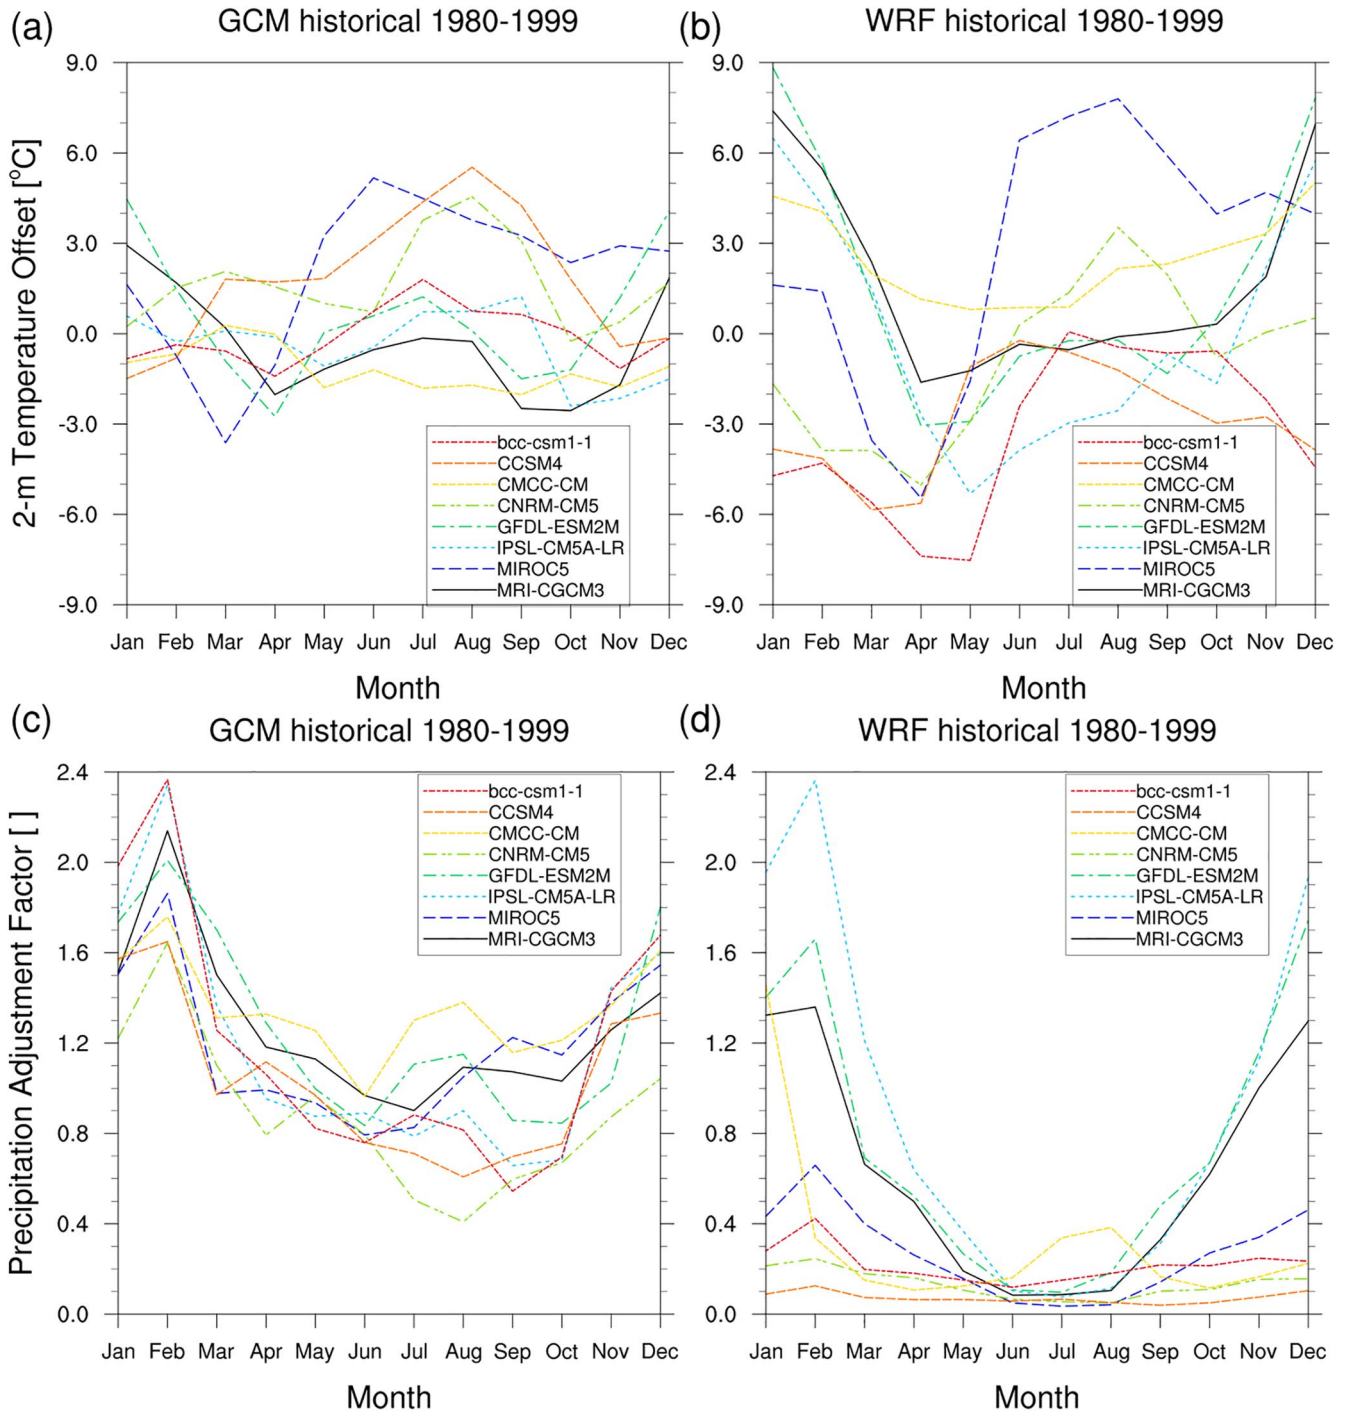 (a) GCM historical 1980-1999
2-m Temperature Offset [°C]
9.0
6.0
3.0
0.0
-3.0
-6.0
-9.0
bcc-csm1-1
CCSM4
CMCC-CM
CNRM-CM5
GFDL-ESM2M
IPSL-CM5A-LR
MIROC5
MRI-CGCM3
Jan Feb Mar Apr May Jun Jul Aug Sep Oct Nov Dec
Month
(b) WRF historical 1980-1999
9.0
6.0
3.0
0.0
-3.0
-6.0
-9.0
bcc-csm1-1
CCSM4
CMCC-CM
CNRM-CM5
GFDL-ESM2M
IPSL-CM5A-LR
MIROC5
MRI-CGCM3
Jan Feb Mar Apr May Jun Jul Aug Sep Oct Nov Dec
Month
(c) GCM historical 1980-1999
Precipitation Adjustment Factor [ ]
2.4
2.0
1.6
1.2
0.8
0.4
0.0
bcc-csm1-1
CCSM4
CMCC-CM
CNRM-CM5
GFDL-ESM2M
IPSL-CM5A-LR
MIROC5
MRI-CGCM3
Jan Feb Mar Apr May Jun Jul Aug Sep Oct Nov Dec
Month
(d) WRF historical 1980-1999
2.4
2.0
1.6
1.2
0.8
0.4
0.0
bcc-csm1-1
CCSM4
CMCC-CM
CNRM-CM5
GFDL-ESM2M
IPSL-CM5A-LR
MIROC5
MRI-CGCM3
Jan Feb Mar Apr May Jun Jul Aug Sep Oct Nov Dec
Month